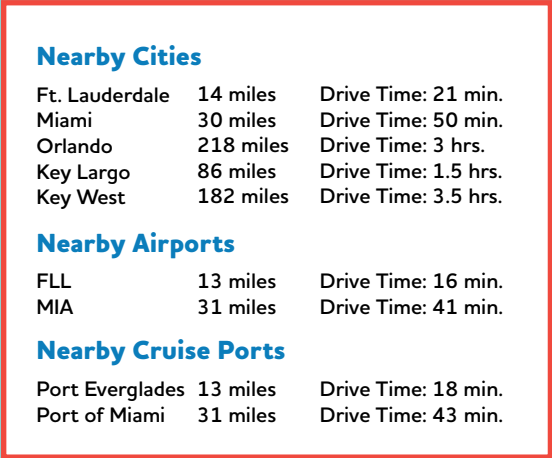 Nearby Cities
Ft. Lauderdale 14 miles Drive Time: 21 min.
Miami 30 miles Drive Time: 50 min.
Orlando 218 miles Drive Time: 3 hrs.
Key Largo 86 miles Drive Time: 1.5 hrs.
Key West 182 miles Drive Time: 3.5 hrs.
Nearby Airports
FLL 13 miles Drive Time: 16 min.
MIA 31 miles Drive Time: 41 min.
Nearby Cruise Ports
Port Everglades 13 miles Drive Time: 18 min.
Port of Miami 31 miles Drive Time: 43 min.